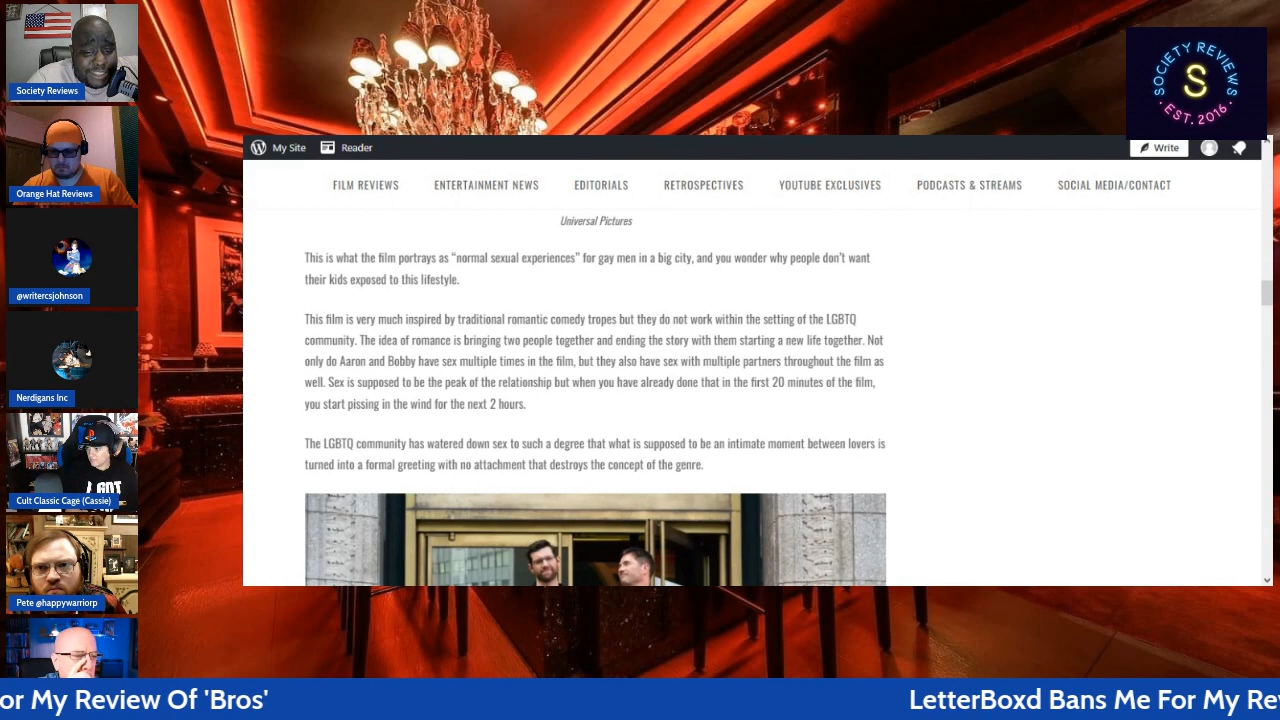 Society Reviews
Orange Hat Reviews
@writercsjohnson
Nerdigans Inc
Cult Classic Cage (Cassie)
Pete @happywarriorp
SOCIETY REVIEWS
S
· EST. 2016 ·
My Site
Reader
Write
FILM REVIEWS
ENTERTAINMENT NEWS
EDITORIALS
RETROSPECTIVES
YOUTUBE EXCLUSIVES
PODCASTS & STREAMS
SOCIAL MEDIA/CONTACT
Universal Pictures
This is what the film portrays as “normal sexual experiences” for gay men in a big city, and you wonder why people don’t want
their kids exposed to this lifestyle.
This film is very much inspired by traditional romantic comedy tropes but they do not work within the setting of the LGBTQ
community. The idea of romance is bringing two people together and ending the story with them starting a new life together. Not
only do Aaron and Bobby have sex multiple times in the film, but they also have sex with multiple partners throughout the film as
well. Sex is supposed to be the peak of the relationship but when you have already done that in the first 20 minutes of the film,
you start pissing in the wind for the next 2 hours.
The LGBTQ community has watered down sex to such a degree that what is supposed to be an intimate moment between lovers is
turned into a formal greeting with no attachment that destroys the concept of the genre.
or My Review Of 'Bros'
LetterBoxd Bans Me For My Re